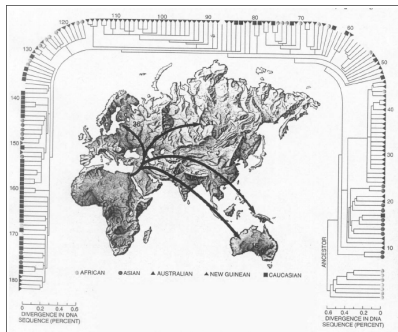 110
100
90
80
70
60
50
40
30
20
10
120
130
140
150
160
170
180
ANCESTOR
AFRICAN ASIAN AUSTRALIAN NEW GUINEAN CAUCASIAN
0 0.2 0.4 0.6
DIVERGENCE IN DNA
SEQUENCE (PERCENT)
0.6 0.4 0.2 0
DIVERGENCE IN DNA
SEQUENCE (PERCENT)